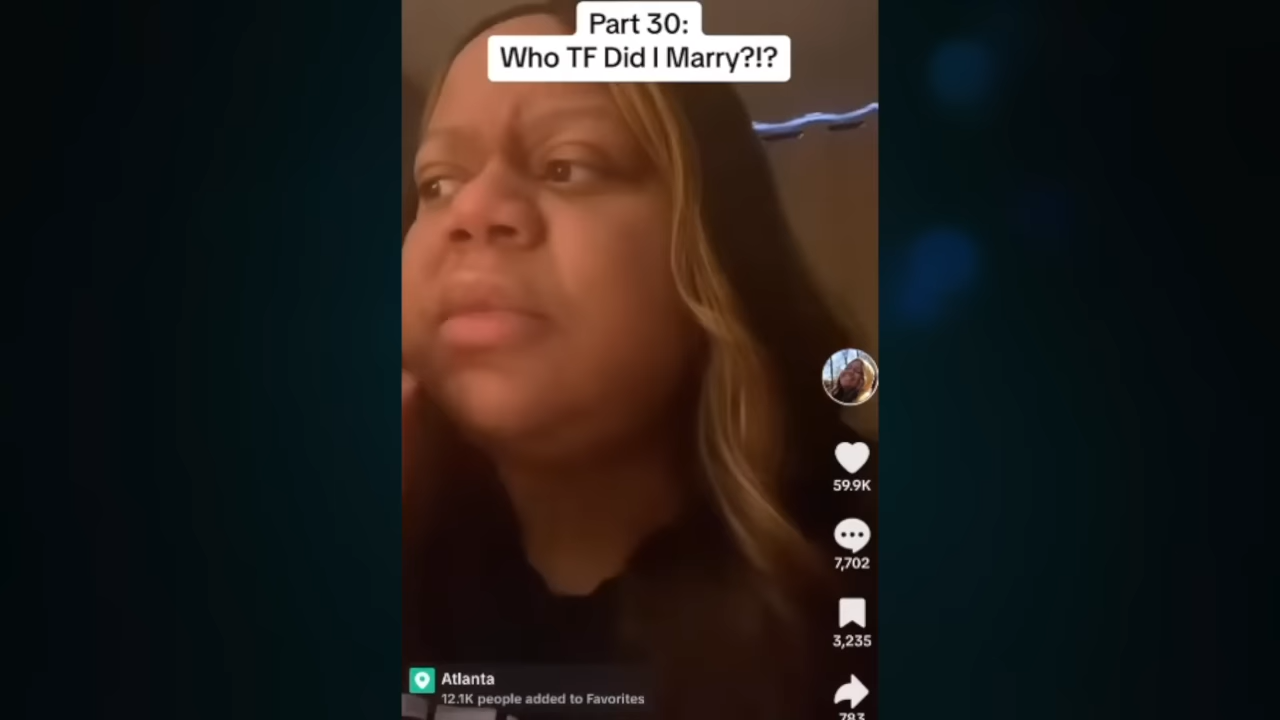 Part 30:
Who TF Did I Marry?!?
59.9K
7,702
3,235
Atlanta
12.1K people added to Favorites
783